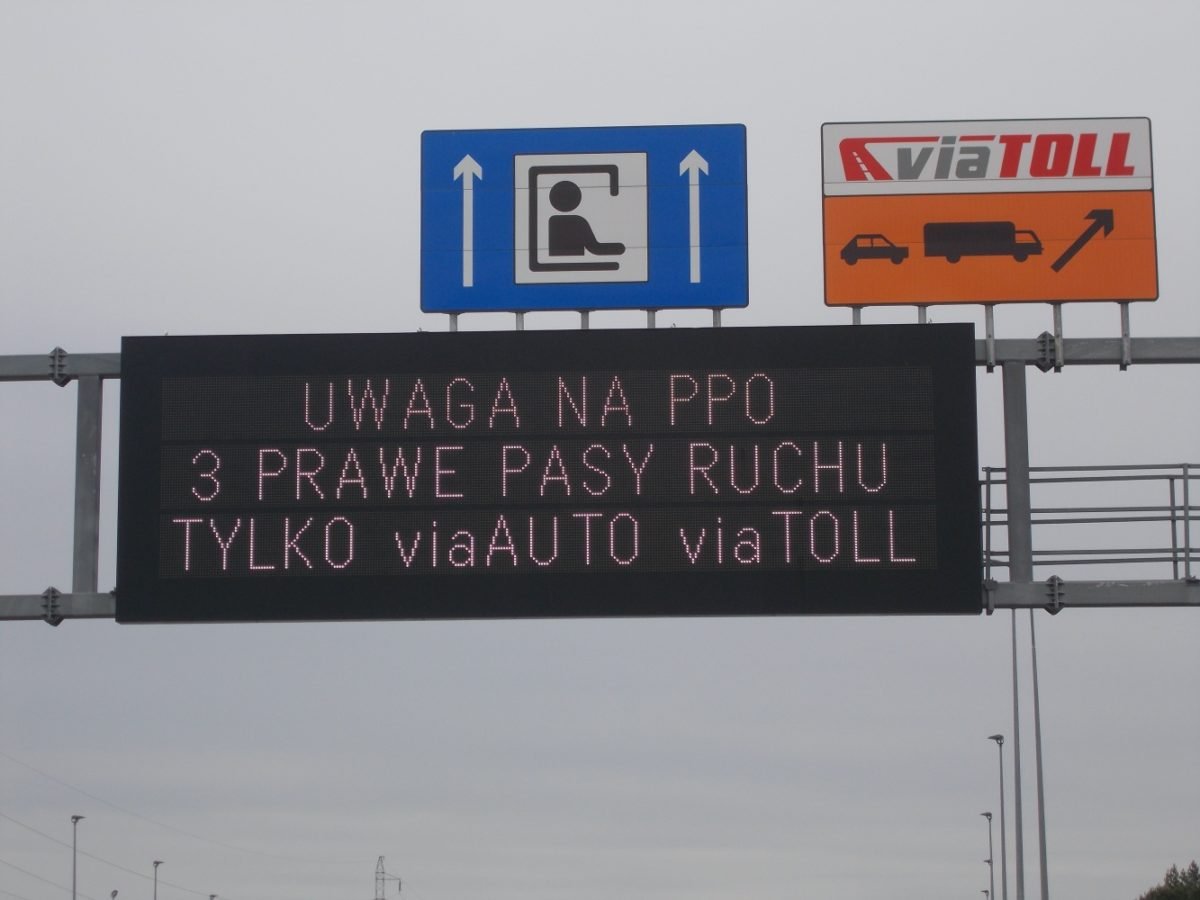 viaTOLL
UWAGA NA PPO
3 PRAWE PASY RUCHU
TYLKO viaAUTO viaTOLL